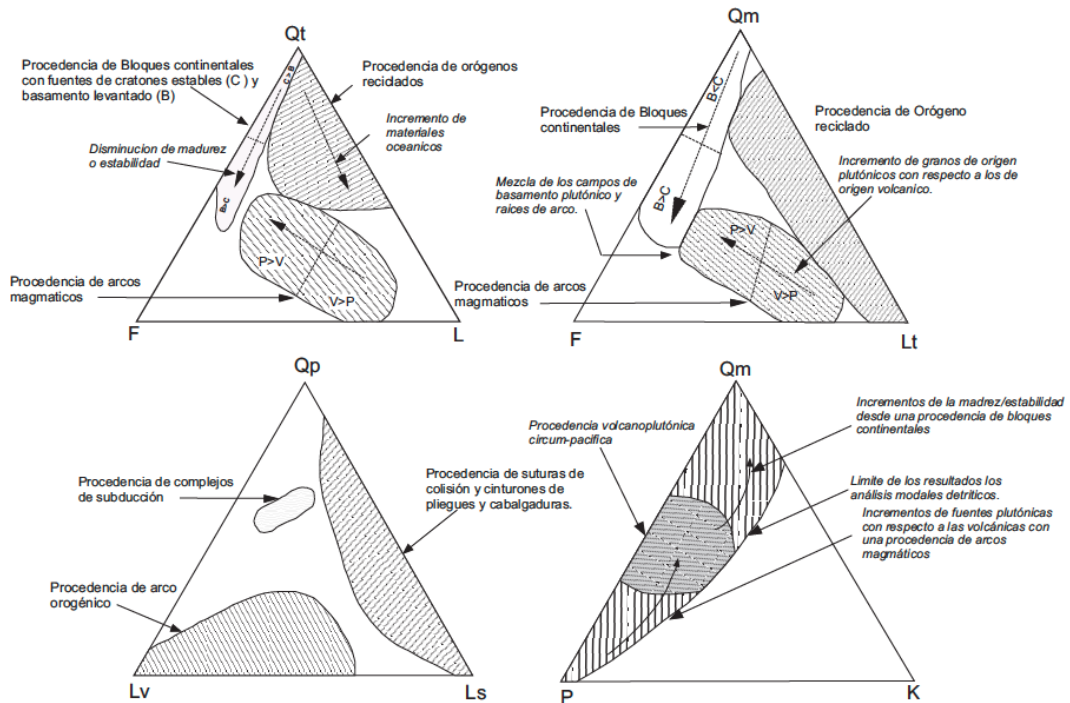 Qt
Procedencia de Bloques continentales
con fuentes de cratones estables (C ) y
basamento levantado (B)
C > B
Procedencia de orógenos
reciclados
Incremento de
materiales
oceanicos
Disminucion de madurez
o estabilidad
B>C
P>V
V>P
Procedencia de arcos
magmaticos
F
L
Qm
B<C
Procedencia de Bloques
continentales
Procedencia de Orógeno
reciclado
Incremento de granos de origen
plutónicos con respecto a los de
origen volcanico.
Mezcla de los campos de
basamento plutónico y
raices de arco.
B>C
P>V
V>P
Procedencia de arcos
magmaticos
F
Lt
Qp
Procedencia de complejos
de subducción
Procedencia de suturas de
colisión y cinturones de
pliegues y cabalgaduras.
Procedencia de arco
orogénico
Lv
Ls
Qm
Procedencia volcanoplutónica
circum-pacifica
Incrementos de la madrez/estabilidad
desde una procedencia de bloques
continentales
Limite de los resultados los
análisis modales detríticos.
Incrementos de fuentes plutónicas
con respecto a las volcánicas con
una procedencia de arcos
magmáticos
P
K